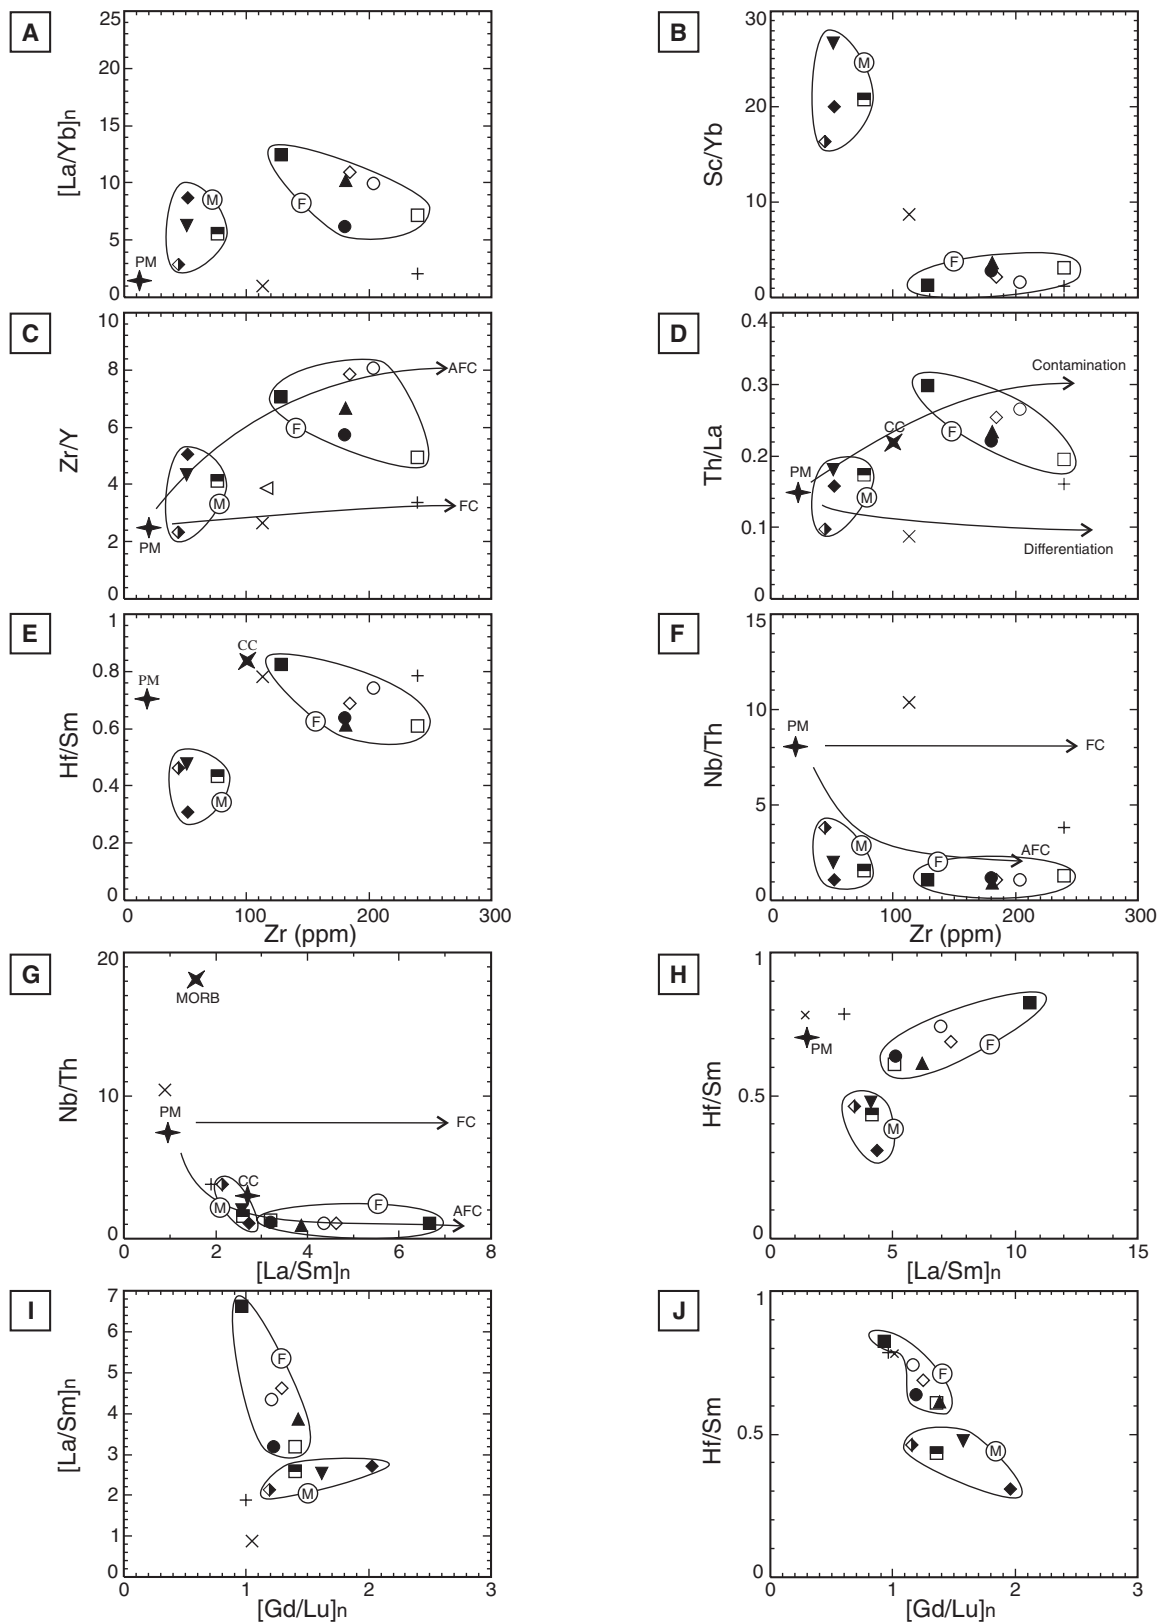 A
[La/Yb]n
25
20
15
10
5
0
PM
M
F
B
Sc/Yb
30
20
10
0
M
F
C
Zr/Y
10
8
6
4
2
0
AFC
F
M
FC
PM
D
Th/La
0.4
0.3
0.2
0.1
0
Contamination
CC
F
PM
M
Differentiation
E
Hf/Sm
1
0.8
0.6
0.4
0.2
0
CC
PM
F
M
0 100 200 300
Zr (ppm)
F
Nb/Th
15
10
5
0
PM
FC
M
F
AFC
0 100 200 300
Zr (ppm)
G
Nb/Th
20
10
0
MORB
PM
FC
CC
M
F
AFC
0 2 4 6 8
[La/Sm]n
H
Hf/Sm
1
0.5
0
PM
F
M
0 5 10 15
[La/Sm]n
I
[La/Sm]n
7
6
5
4
3
2
1
0
F
M
0 1 2 3
[Gd/Lu]n
J
Hf/Sm
1
0.5
0
F
M
0 1 2 3
[Gd/Lu]n